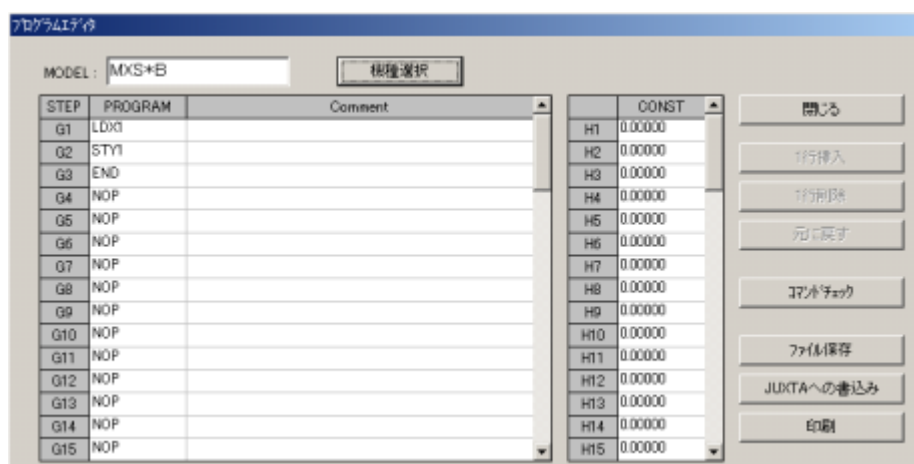 ﾌﾟﾛｸﾞﾗﾑｴﾃﾞｨﾀ
MODEL : MXS*B 機種選択
STEP PROGRAM Comment CONST 閉じる
G1 LDX1 H1 0.00000
G2 STY1 H2 0.00000 1行挿入
G3 END H3 0.00000
G4 NOP H4 0.00000 1行削除
G5 NOP H5 0.00000
G6 NOP H6 0.00000 元に戻す
G7 NOP H7 0.00000
G8 NOP H8 0.00000 ｺﾏﾝﾄﾞﾁｪｯｸ
G9 NOP H9 0.00000
G10 NOP H10 0.00000
G11 NOP H11 0.00000 ﾌｧｲﾙ保存
G12 NOP H12 0.00000 JUXTAへの書込み
G13 NOP H13 0.00000
G14 NOP H14 0.00000 印刷
G15 NOP H15 0.00000